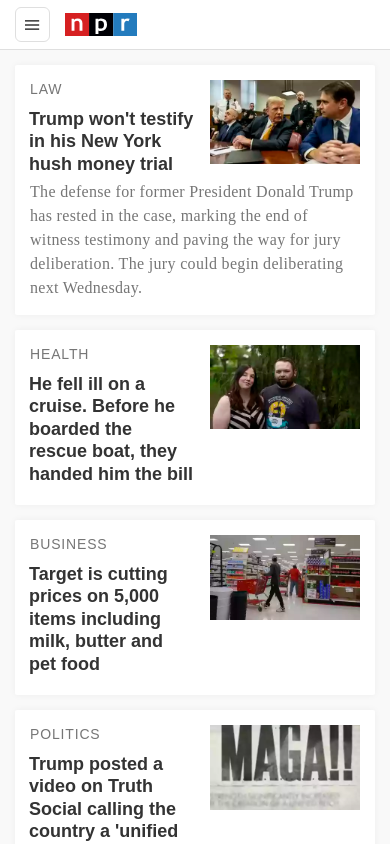 npr
LAW
Trump won't testify
in his New York
hush money trial
The defense for former President Donald Trump
has rested in the case, marking the end of
witness testimony and paving the way for jury
deliberation. The jury could begin deliberating
next Wednesday.
HEALTH
He fell ill on a
cruise. Before he
boarded the
rescue boat, they
handed him the bill
BUSINESS
Target is cutting
prices on 5,000
items including
milk, butter and
pet food
POLITICS
Trump posted a
video on Truth
Social calling the
country a 'unified
MAGA!!